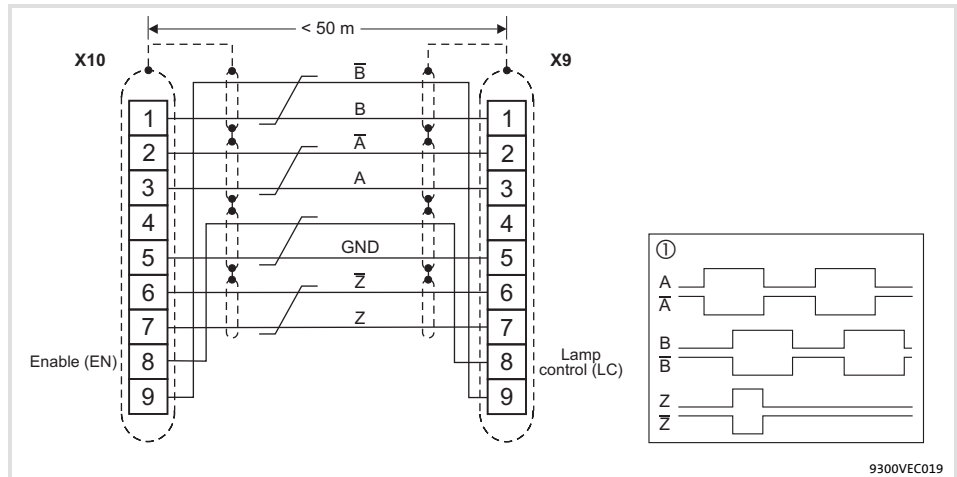 < 50 m
X10
X9
B̅
B
A̅
A
GND
Z̅
Z
1
2
3
4
5
6
7
8
9
1
2
3
4
5
6
7
8
9
Enable (EN)
Lamp
control (LC)
①
A
A̅
B
B̅
Z
Z̅
9300VEC019